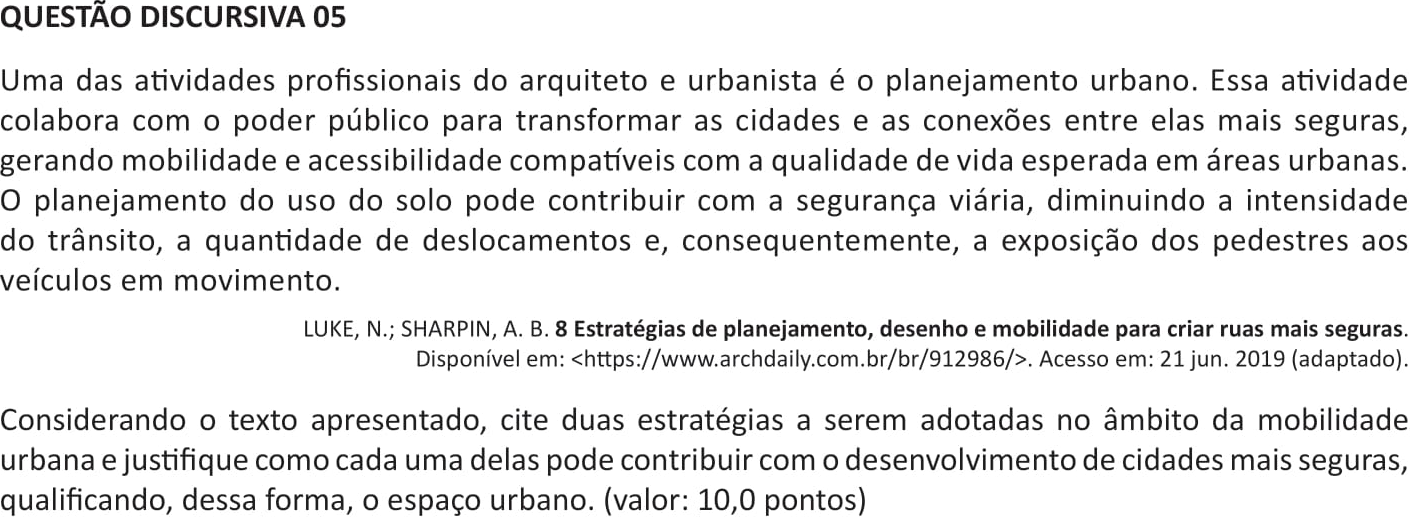 QUESTÃO DISCURSIVA 05
Uma das atividades profissionais do arquiteto e urbanista é o planejamento urbano. Essa atividade
colabora com o poder público para transformar as cidades e as conexões entre elas mais seguras,
gerando mobilidade e acessibilidade compatíveis com a qualidade de vida esperada em áreas urbanas.
O planejamento do uso do solo pode contribuir com a segurança viária, diminuindo a intensidade
do trânsito, a quantidade de deslocamentos e, consequentemente, a exposição dos pedestres aos
veículos em movimento.
LUKE, N.; SHARPIN, A. B. 8 Estratégias de planejamento, desenho e mobilidade para criar ruas mais seguras.
Disponível em: <https://www.archdaily.com.br/br/912986/>. Acesso em: 21 jun. 2019 (adaptado).
Considerando o texto apresentado, cite duas estratégias a serem adotadas no âmbito da mobilidade
urbana e justifique como cada uma delas pode contribuir com o desenvolvimento de cidades mais seguras,
qualificando, dessa forma, o espaço urbano. (valor: 10,0 pontos)